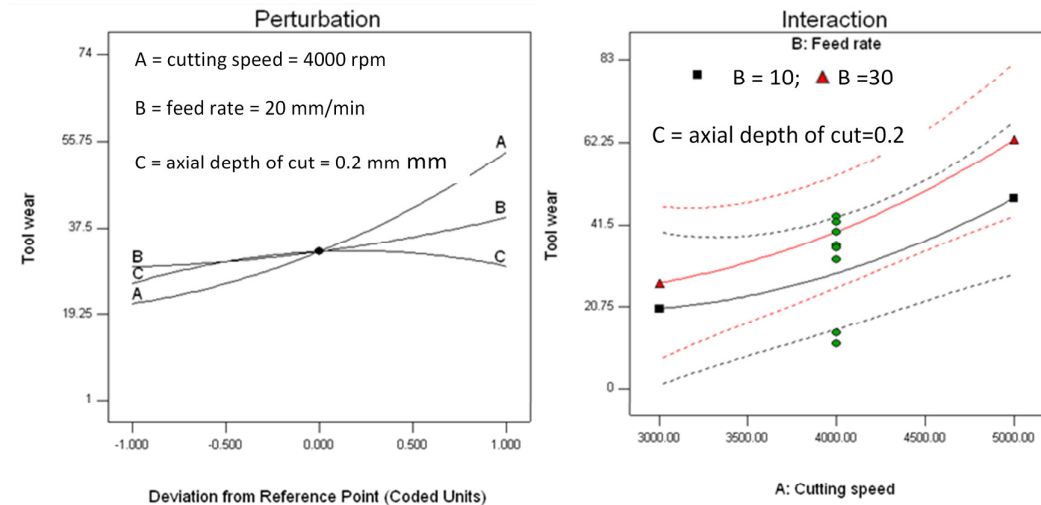 Perturbation
74
A = cutting speed = 4000 rpm
B = feed rate = 20 mm/min
55.75
A
C = axial depth of cut = 0.2 mm mm
Tool wear
37.5
B
B
C
C
A
19.25
1
-1.000 -0.500 0.000 0.500 1.000
Deviation from Reference Point (Coded Units)
Interaction
B: Feed rate
83
B = 10; B =30
C = axial depth of cut=0.2
62.25
Tool wear
41.5
20.75
0
3000.00 3500.00 4000.00 4500.00 5000.00
A: Cutting speed